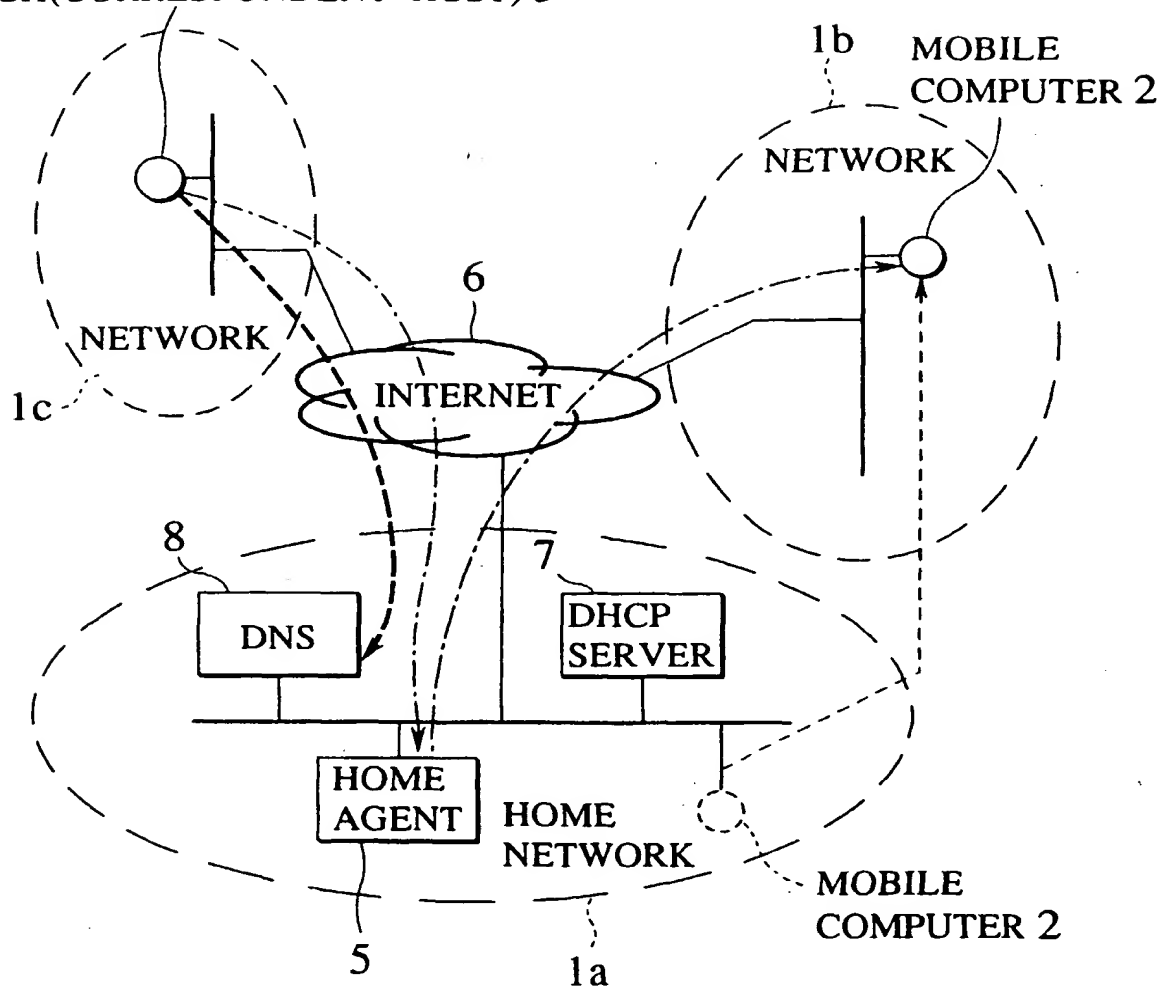 1b
MOBILE
COMPUTER 2
NETWORK
NETWORK
1c
6
INTERNET
8
DNS
7
DHCP
SERVER
HOME
AGENT
HOME
NETWORK
5
1a
MOBILE
COMPUTER 2